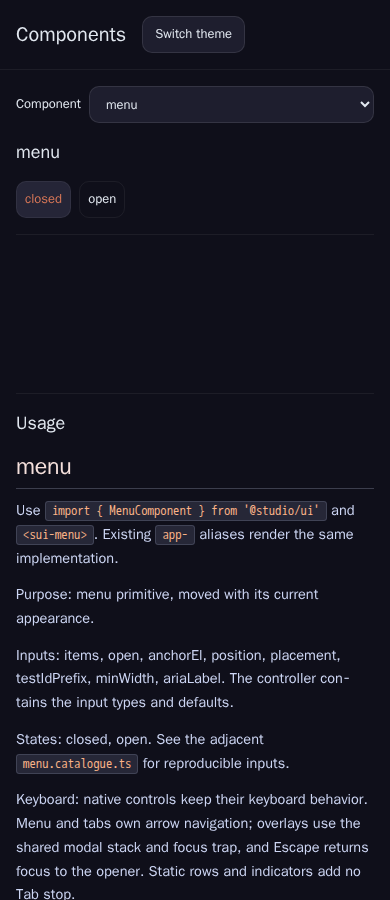 Components
Switch theme
Component
menu
menu
closed
open
Usage
menu
Use import { MenuComponent } from '@studio/ui' and
<sui-menu>. Existing app- aliases render the same
implementation.
Purpose: menu primitive, moved with its current
appearance.
Inputs: items, open, anchorEl, position, placement,
testIdPrefix, minWidth, ariaLabel. The controller con-
tains the input types and defaults.
States: closed, open. See the adjacent
menu.catalogue.ts for reproducible inputs.
Keyboard: native controls keep their keyboard behavior.
Menu and tabs own arrow navigation; overlays use the
shared modal stack and focus trap, and Escape returns
focus to the opener. Static rows and indicators add no
Tab stop.